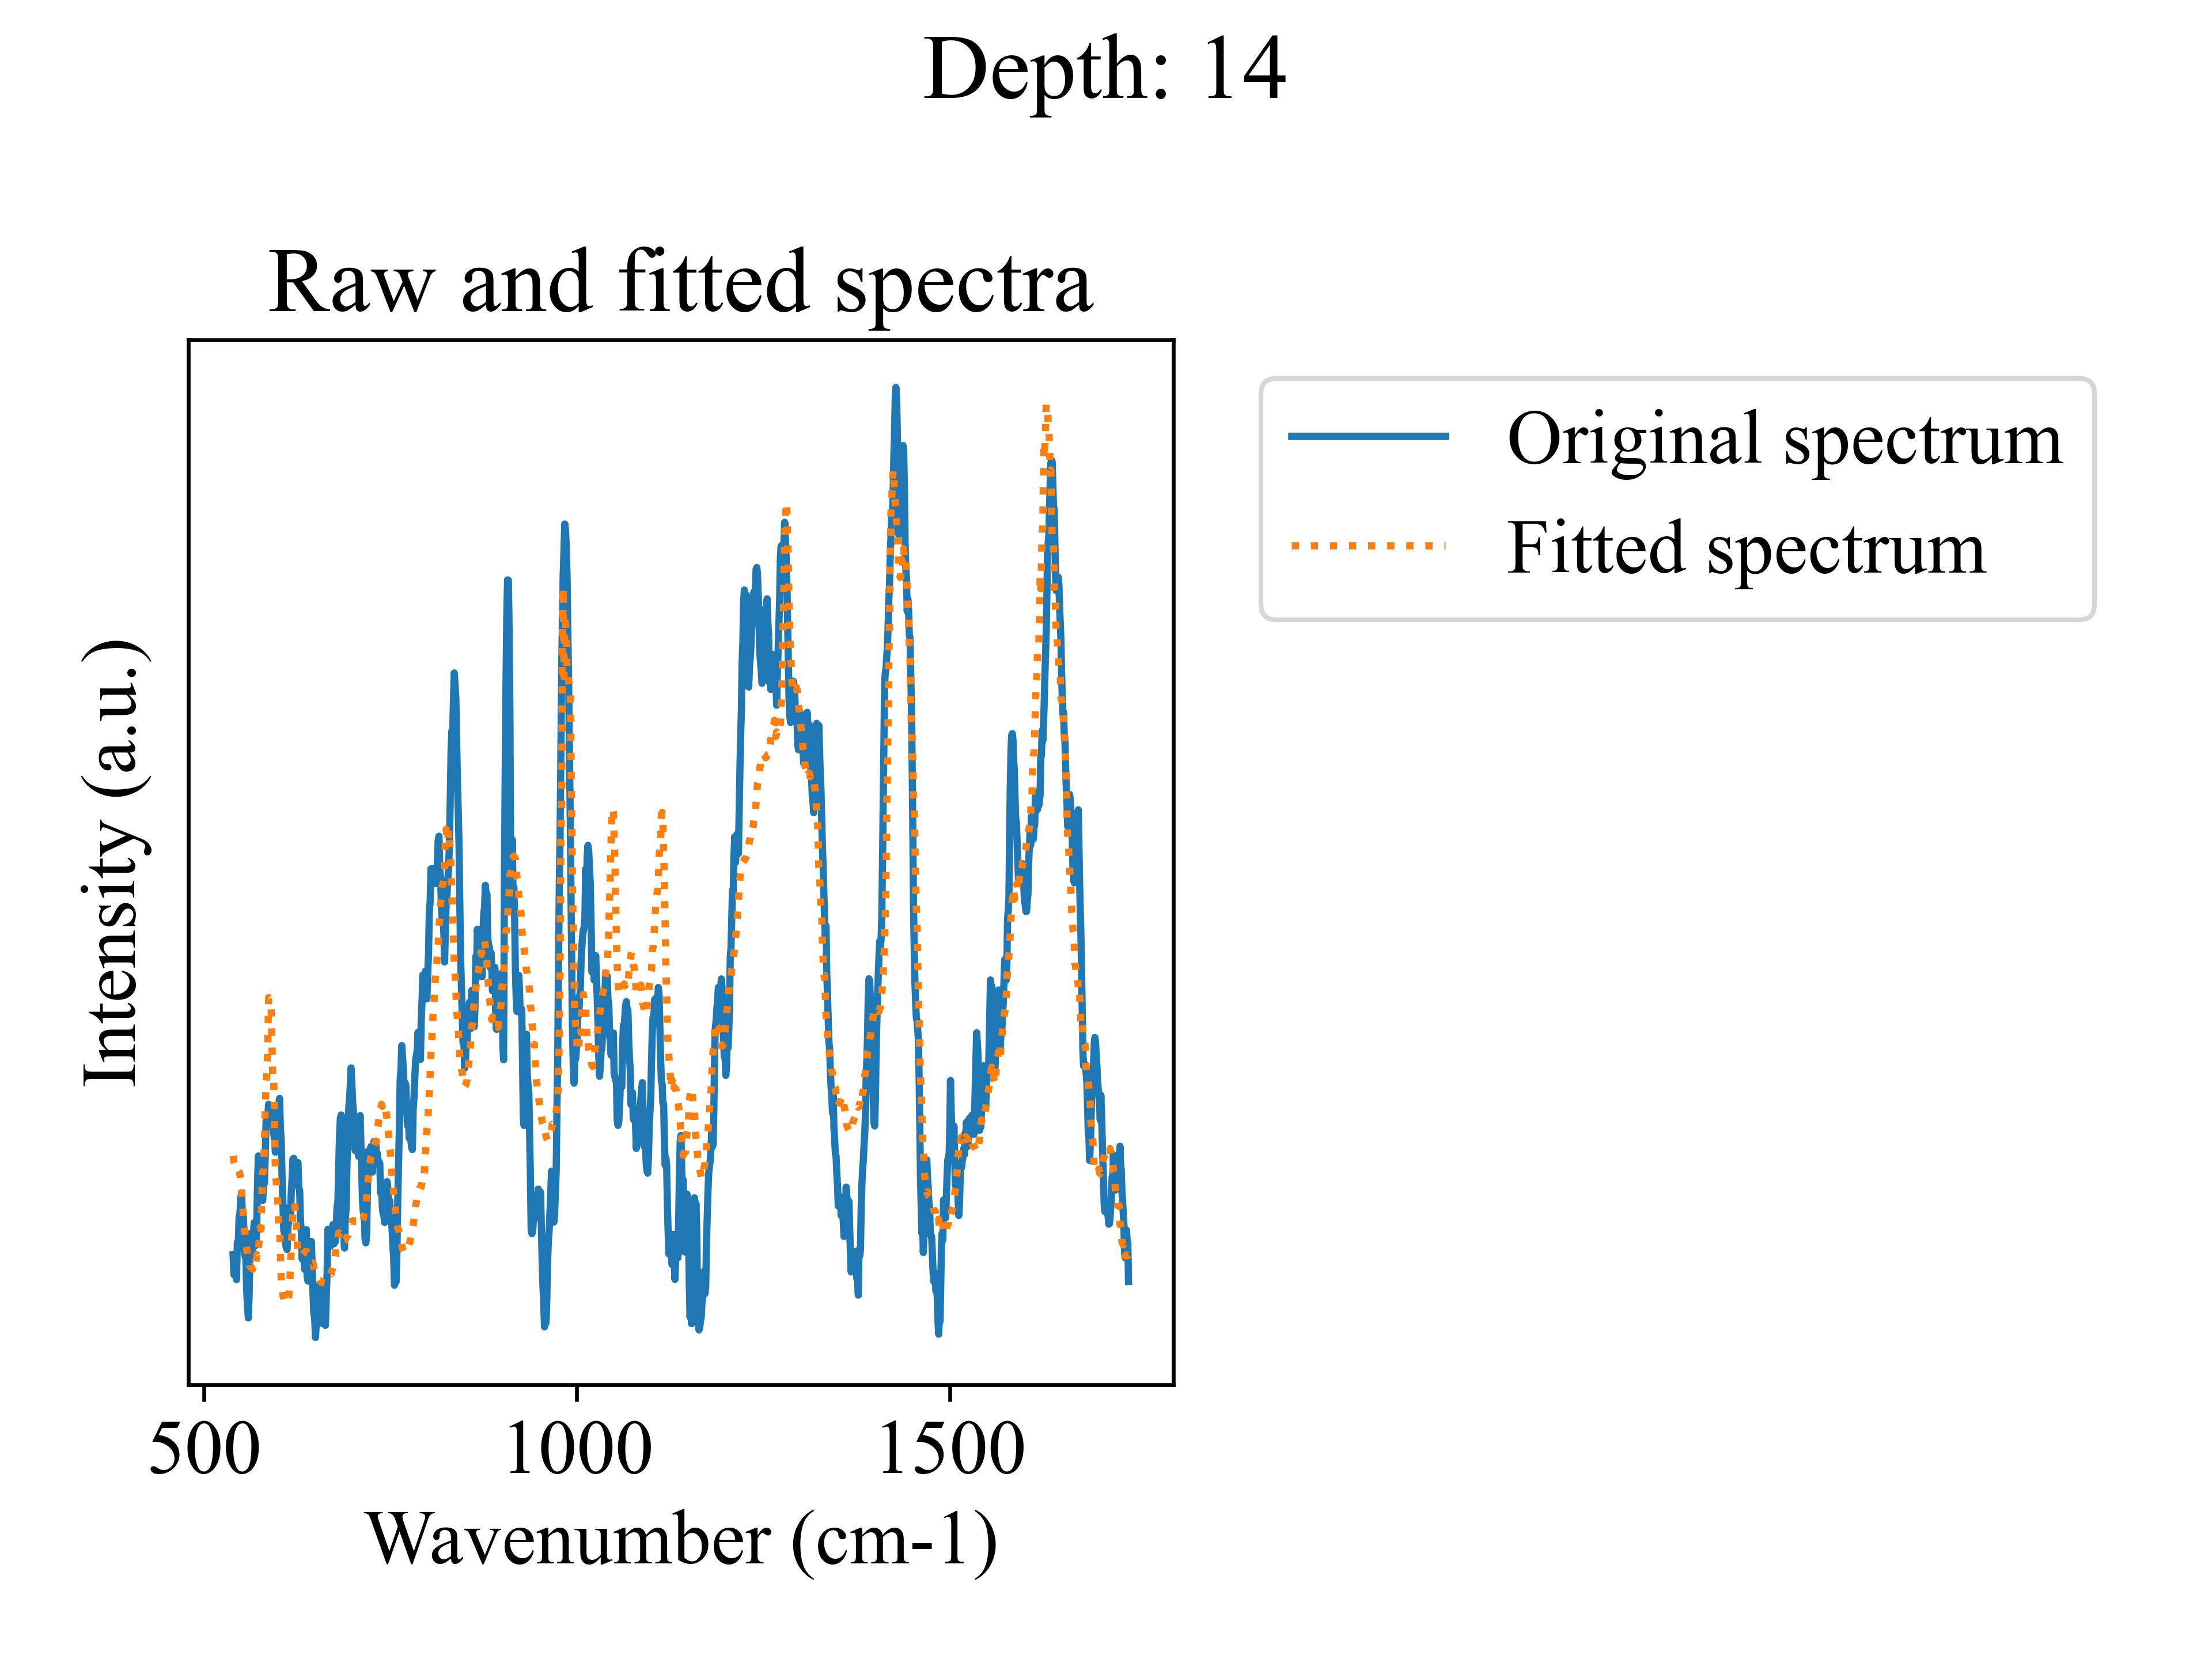 Depth: 14
Raw and fitted spectra
Original spectrum
Fitted spectrum
Intensity (a.u.)
500 1000 1500
Wavenumber (cm-1)